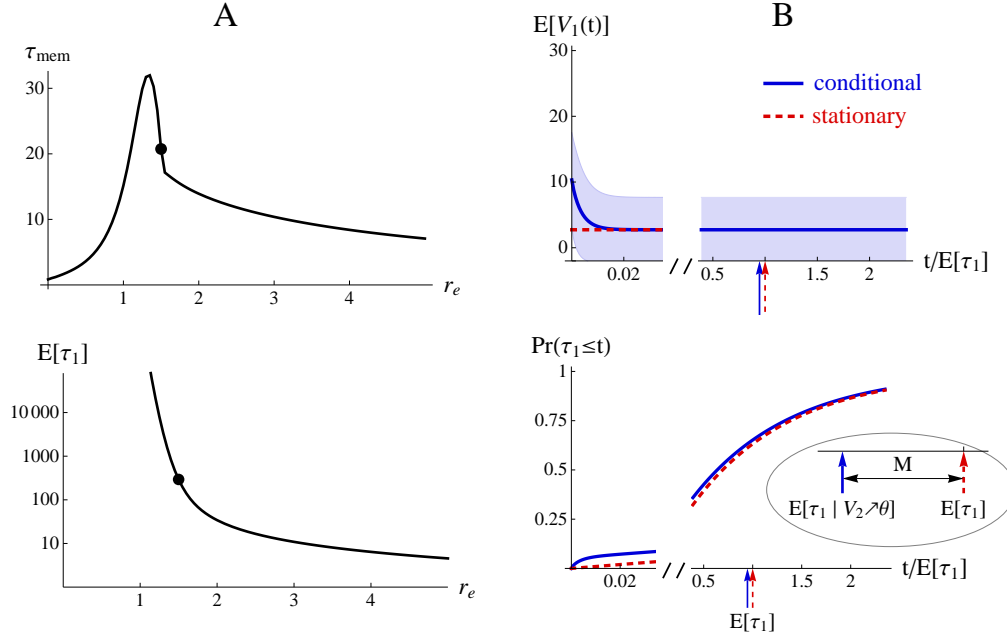 A
τmem
30
20
10
1 2 3 4 re
E[τ1]
10 000
1000
100
10
1 2 3 4 re
B
E[V1(t)]
30
20
10
0
conditional
stationary
0.02 // 0.5 1.5 2 t/E[τ1]
Pr(τ1≤t)
1
0.75
0.5
0.25
M
E[τ1 | V2↗θ] E[τ1]
0.02 // 0.5 1.5 2 t/E[τ1]
E[τ1]